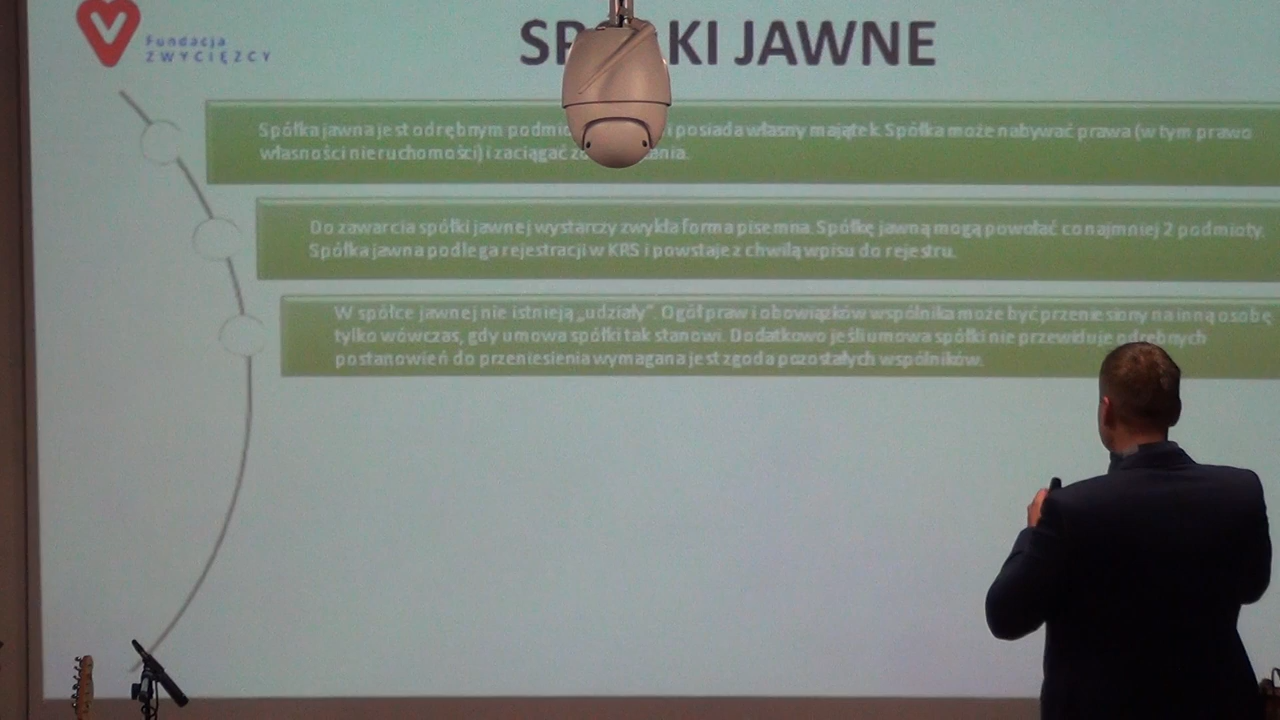 Fundacja
ZWYCIĘZCY
SP KI JAWNE
Spółka jawna jest odrębnym i posiada własny majątek. Spółka może nabywać prawa (w tym prawo
własności nieruchomości) i zaciągać
Do zawarcia spółki jawnej wystarczy zwykła forma pisemna. Spółkę jawną mogą powołać co najmniej 2 podmioty.
Spółka jawna podlega rejestracji w KRS i powstaje z chwilą wpisu do rejestru.
W spółce jawnej nie istnieją „udziały”. Ogół praw i obowiązków wspólnika może być przeniesiony na inną osobę
tylko wówczas, gdy umowa spółki tak stanowi. Dodatkowo jeśli umowa spółki nie przewiduje odrębnych
postanowień do przeniesienia wymagana jest zgoda pozostałych wspólników.